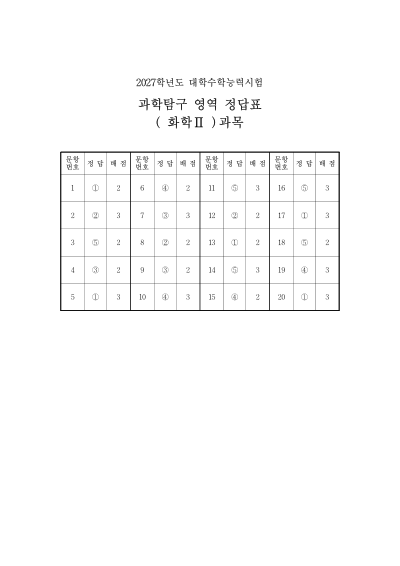 2027학년도 대학수학능력시험
과학탐구 영역 정답표
( 화학Ⅱ )과목
문항번호 정 답 배 점 문항번호 정 답 배 점 문항번호 정 답 배 점 문항번호 정 답 배 점
1 ① 2 6 ④ 2 11 ⑤ 3 16 ⑤ 3
2 ② 3 7 ③ 3 12 ② 2 17 ① 3
3 ⑤ 2 8 ② 2 13 ① 2 18 ⑤ 2
4 ③ 2 9 ③ 2 14 ⑤ 3 19 ④ 3
5 ① 3 10 ④ 3 15 ④ 2 20 ① 3